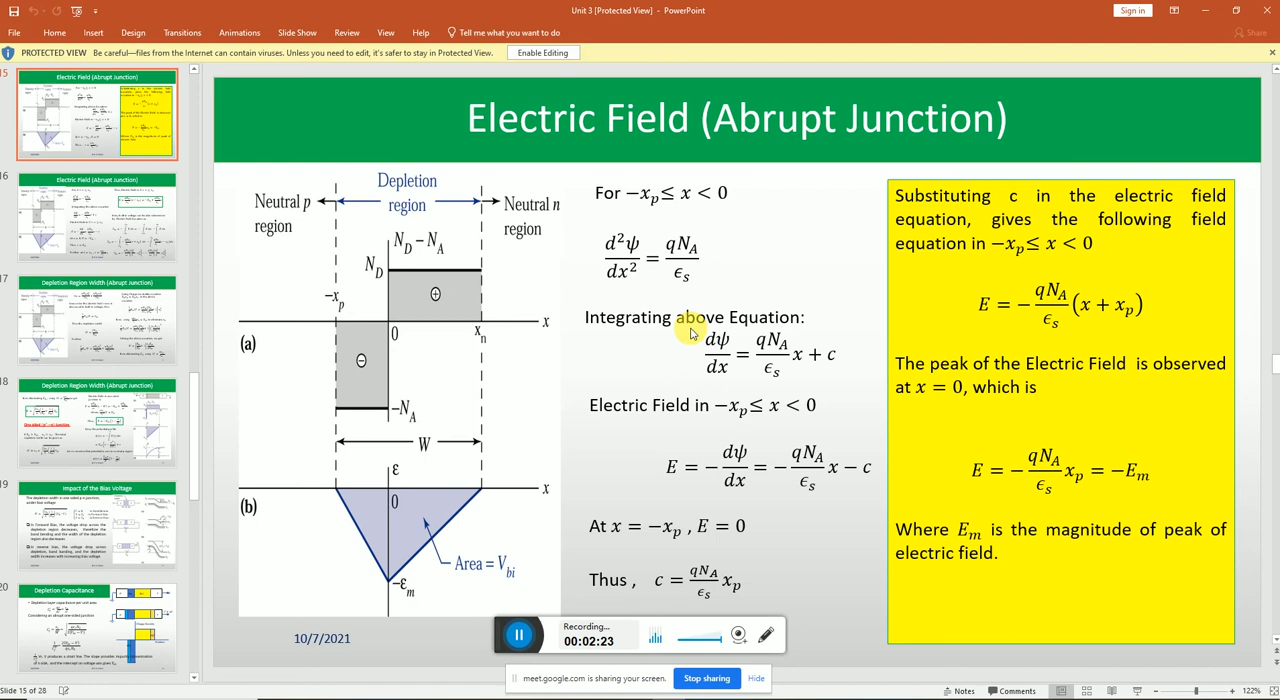 Unit 3 [Protected View] - PowerPoint
Sign in
File Home Insert Design Transitions Animations Slide Show Review View Help Tell me what you want to do
Share
PROTECTED VIEW Be careful—files from the Internet can contain viruses. Unless you need to edit, it's safer to stay in Protected View. Enable Editing
15
Electric Field (Abrupt Junction)
16
Electric Field (Abrupt Junction)
17
Depletion Region Width (Abrupt Junction)
18
Depletion Region Width (Abrupt Junction)
19
Impact of the Bias Voltage
20
Depletion Capacitance
Electric Field (Abrupt Junction)
Neutral p region
Depletion region
Neutral n region
N_D − N_A
N_D
−x_p
0
x_n
x
(a)
−N_A
W
ε
x
(b)
0
Area = V_bi
−ε_m
10/7/2021
For −x_p ≤ x < 0
d²ψ/dx² = qN_A/ϵ_s
Integrating above Equation:
dψ/dx = qN_A/ϵ_s x + c
Electric Field in −x_p ≤ x < 0
E = −dψ/dx = −qN_A/ϵ_s x − c
At x = −x_p , E = 0
Thus , c = qN_A/ϵ_s x_p
Substituting c in the electric field
equation, gives the following field
equation in −x_p ≤ x < 0
E = −qN_A/ϵ_s (x + x_p)
The peak of the Electric Field is observed
at x = 0, which is
E = −qN_A/ϵ_s x_p = −E_m
Where E_m is the magnitude of peak of
electric field.
Recording...
00:02:23
meet.google.com is sharing your screen. Stop sharing Hide
Slide 15 of 28
Notes Comments 122%